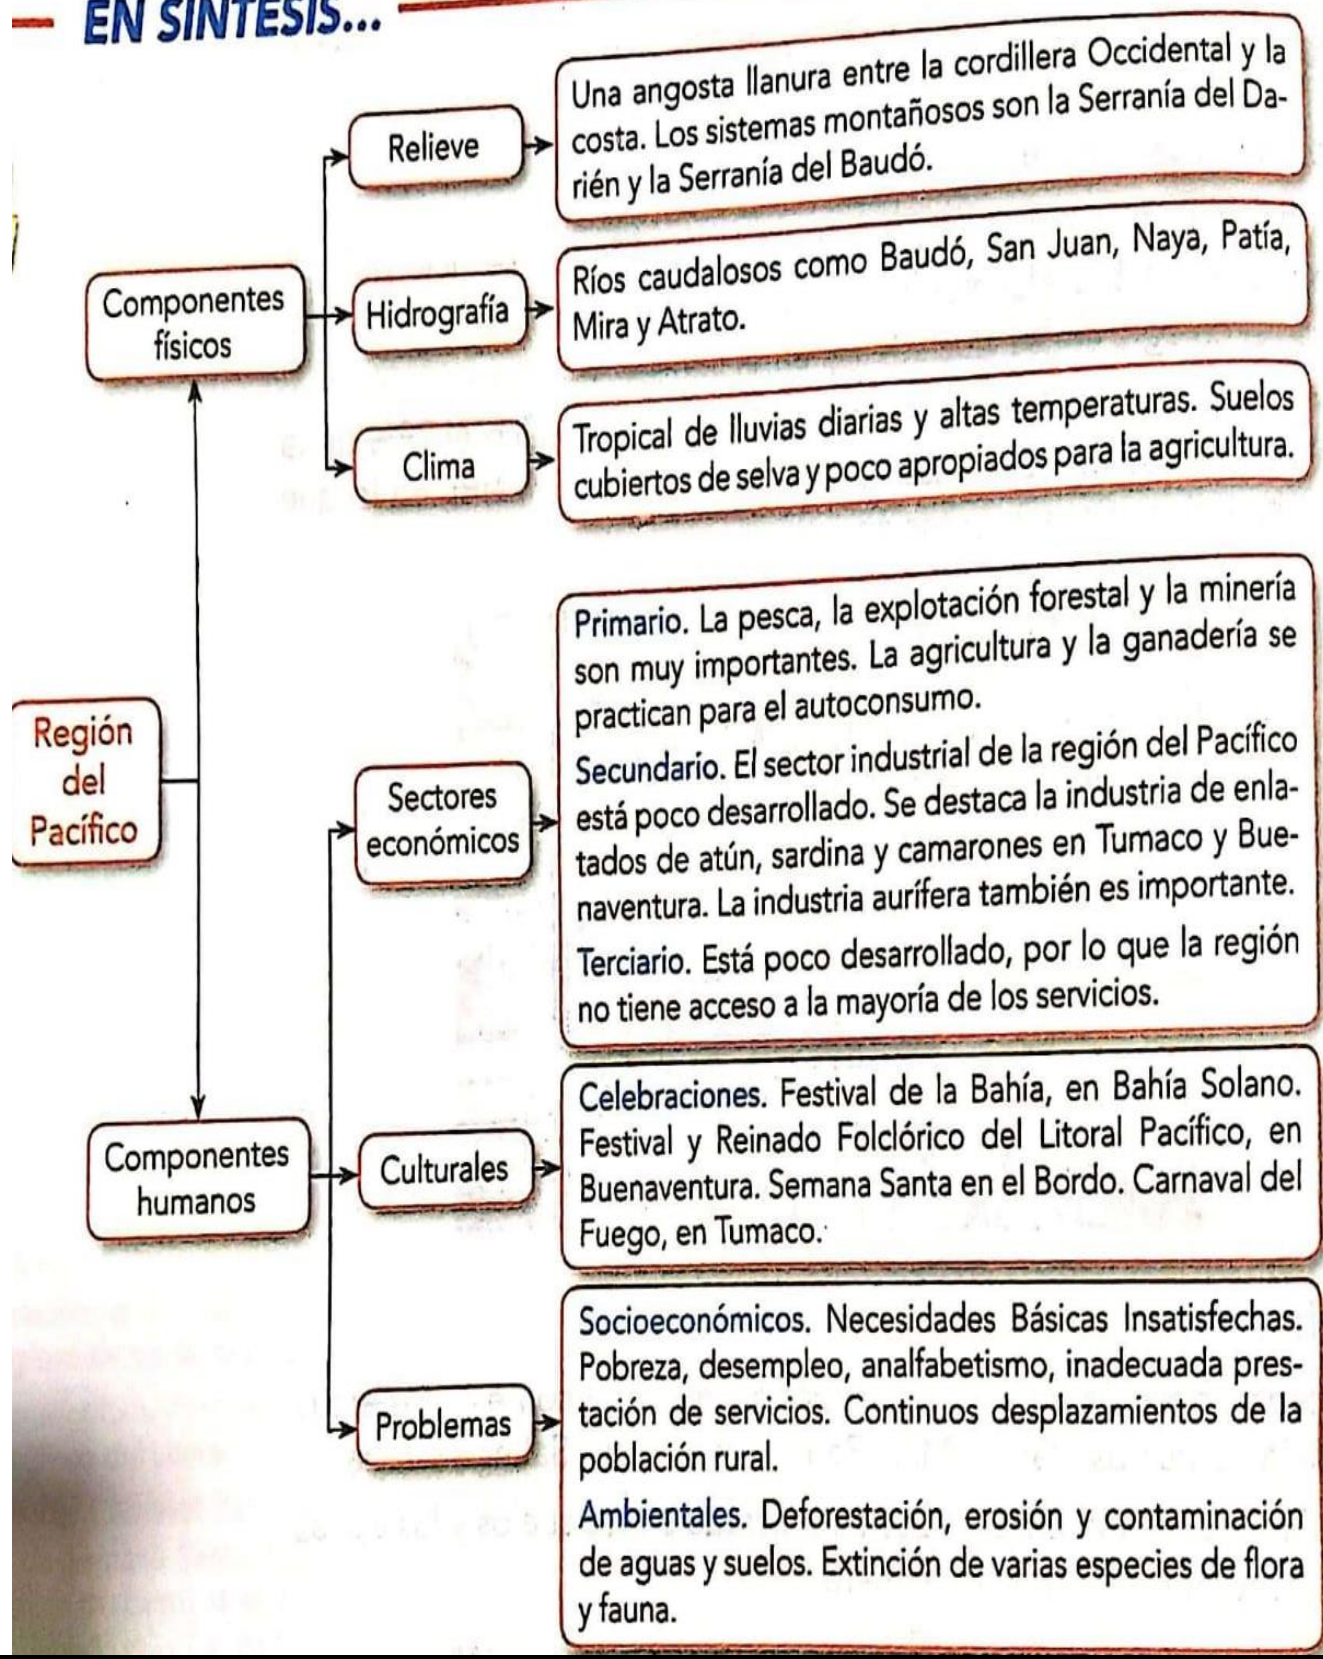 EN SÍNTESIS...
Región
del
Pacífico
Componentes
físicos
Relieve
Una angosta llanura entre la cordillera Occidental y la
costa. Los sistemas montañosos son la Serranía del Da-
rién y la Serranía del Baudó.
Hidrografía
Ríos caudalosos como Baudó, San Juan, Naya, Patía,
Mira y Atrato.
Clima
Tropical de lluvias diarias y altas temperaturas. Suelos
cubiertos de selva y poco apropiados para la agricultura.
Componentes
humanos
Sectores
económicos
Primario. La pesca, la explotación forestal y la minería
son muy importantes. La agricultura y la ganadería se
practican para el autoconsumo.
Secundario. El sector industrial de la región del Pacífico
está poco desarrollado. Se destaca la industria de enla-
tados de atún, sardina y camarones en Tumaco y Bue-
naventura. La industria aurífera también es importante.
Terciario. Está poco desarrollado, por lo que la región
no tiene acceso a la mayoría de los servicios.
Culturales
Celebraciones. Festival de la Bahía, en Bahía Solano.
Festival y Reinado Folclórico del Litoral Pacífico, en
Buenaventura. Semana Santa en el Bordo. Carnaval del
Fuego, en Tumaco.
Problemas
Socioeconómicos. Necesidades Básicas Insatisfechas.
Pobreza, desempleo, analfabetismo, inadecuada pres-
tación de servicios. Continuos desplazamientos de la
población rural.
Ambientales. Deforestación, erosión y contaminación
de aguas y suelos. Extinción de varias especies de flora
y fauna.